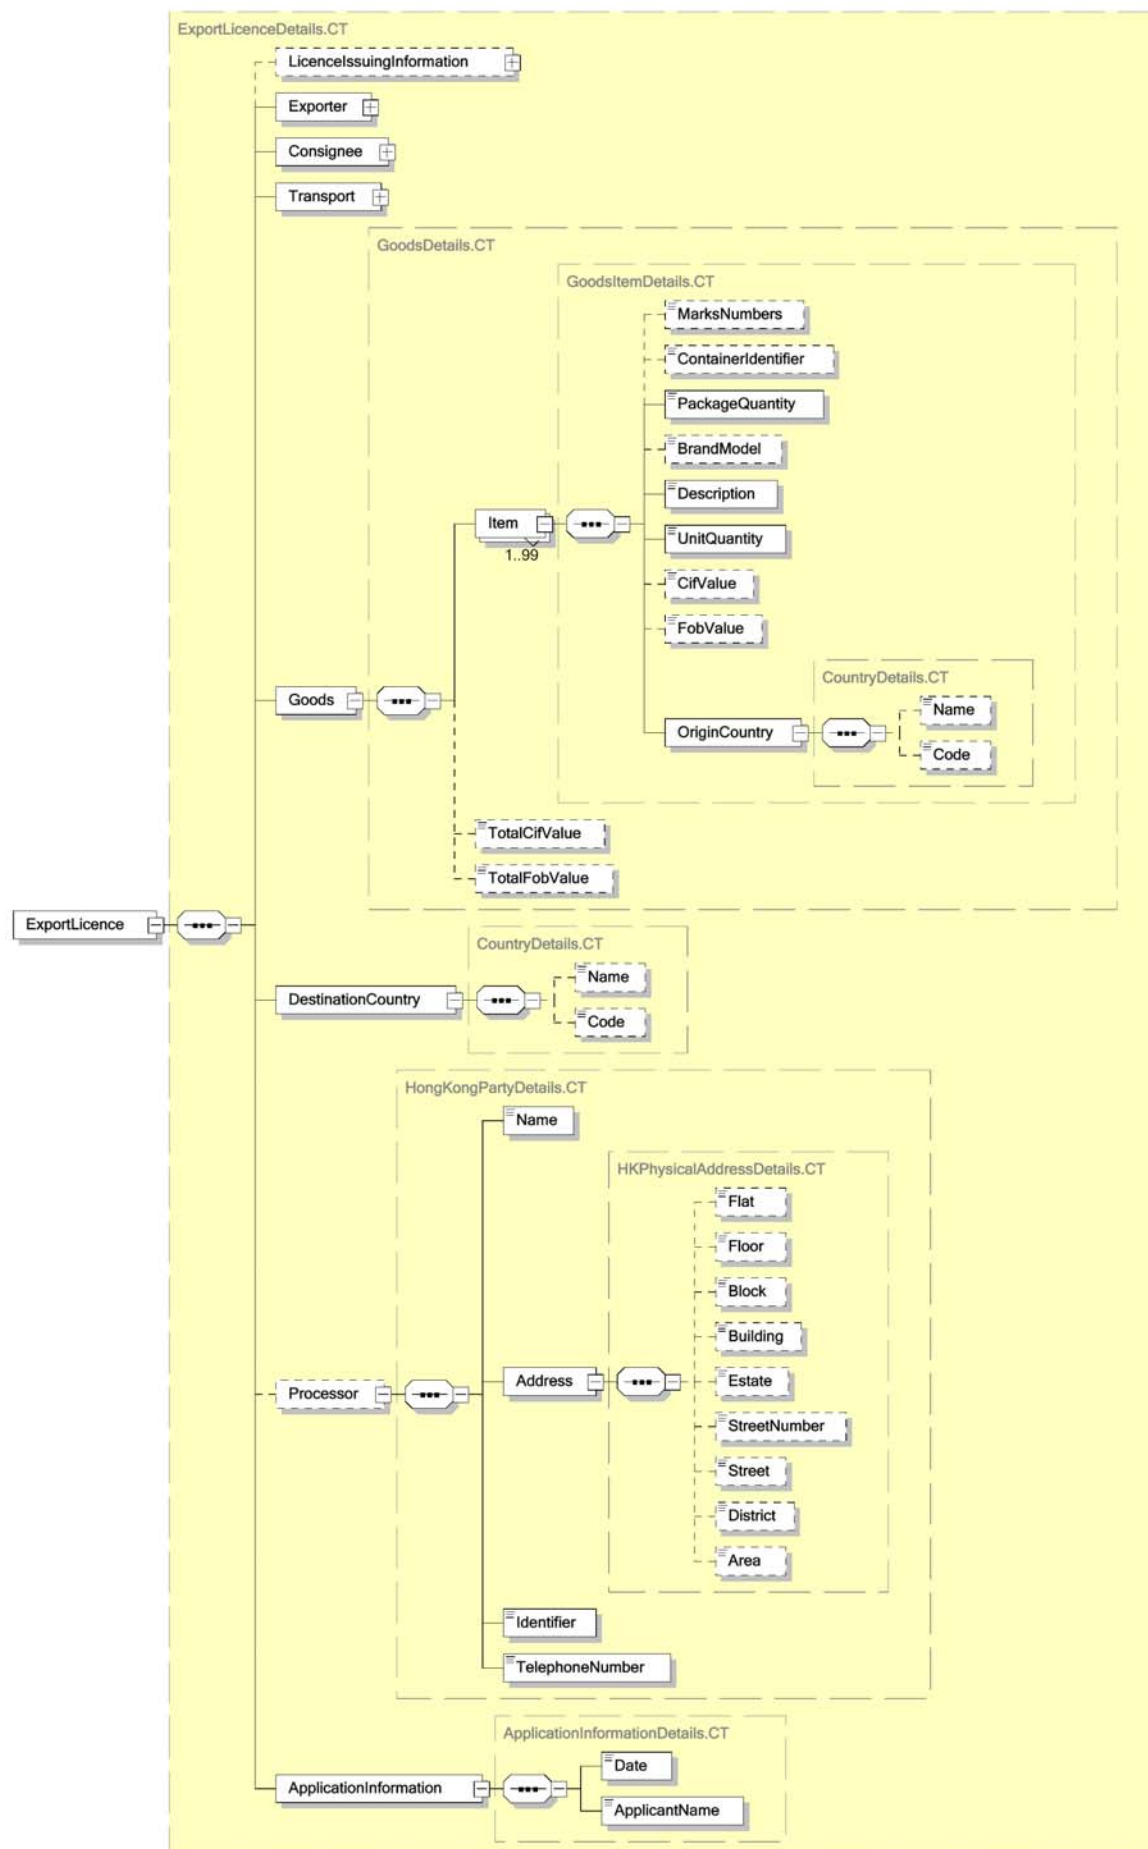 ExportLicenceDetails.CT
LicenceIssuingInformation
Exporter
Consignee
Transport
GoodsDetails.CT
GoodsItemDetails.CT
MarksNumbers
ContainerIdentifier
PackageQuantity
BrandModel
Description
Item
1..99
UnitQuantity
CifValue
FobValue
CountryDetails.CT
Name
Goods
OriginCountry
Code
TotalCifValue
TotalFobValue
ExportLicence
CountryDetails.CT
Name
DestinationCountry
Code
HongKongPartyDetails.CT
Name
HKPhysicalAddressDetails.CT
Flat
Floor
Block
Building
Address
Estate
Processor
StreetNumber
Street
District
Area
Identifier
TelephoneNumber
ApplicationInformationDetails.CT
Date
ApplicationInformation
ApplicantName